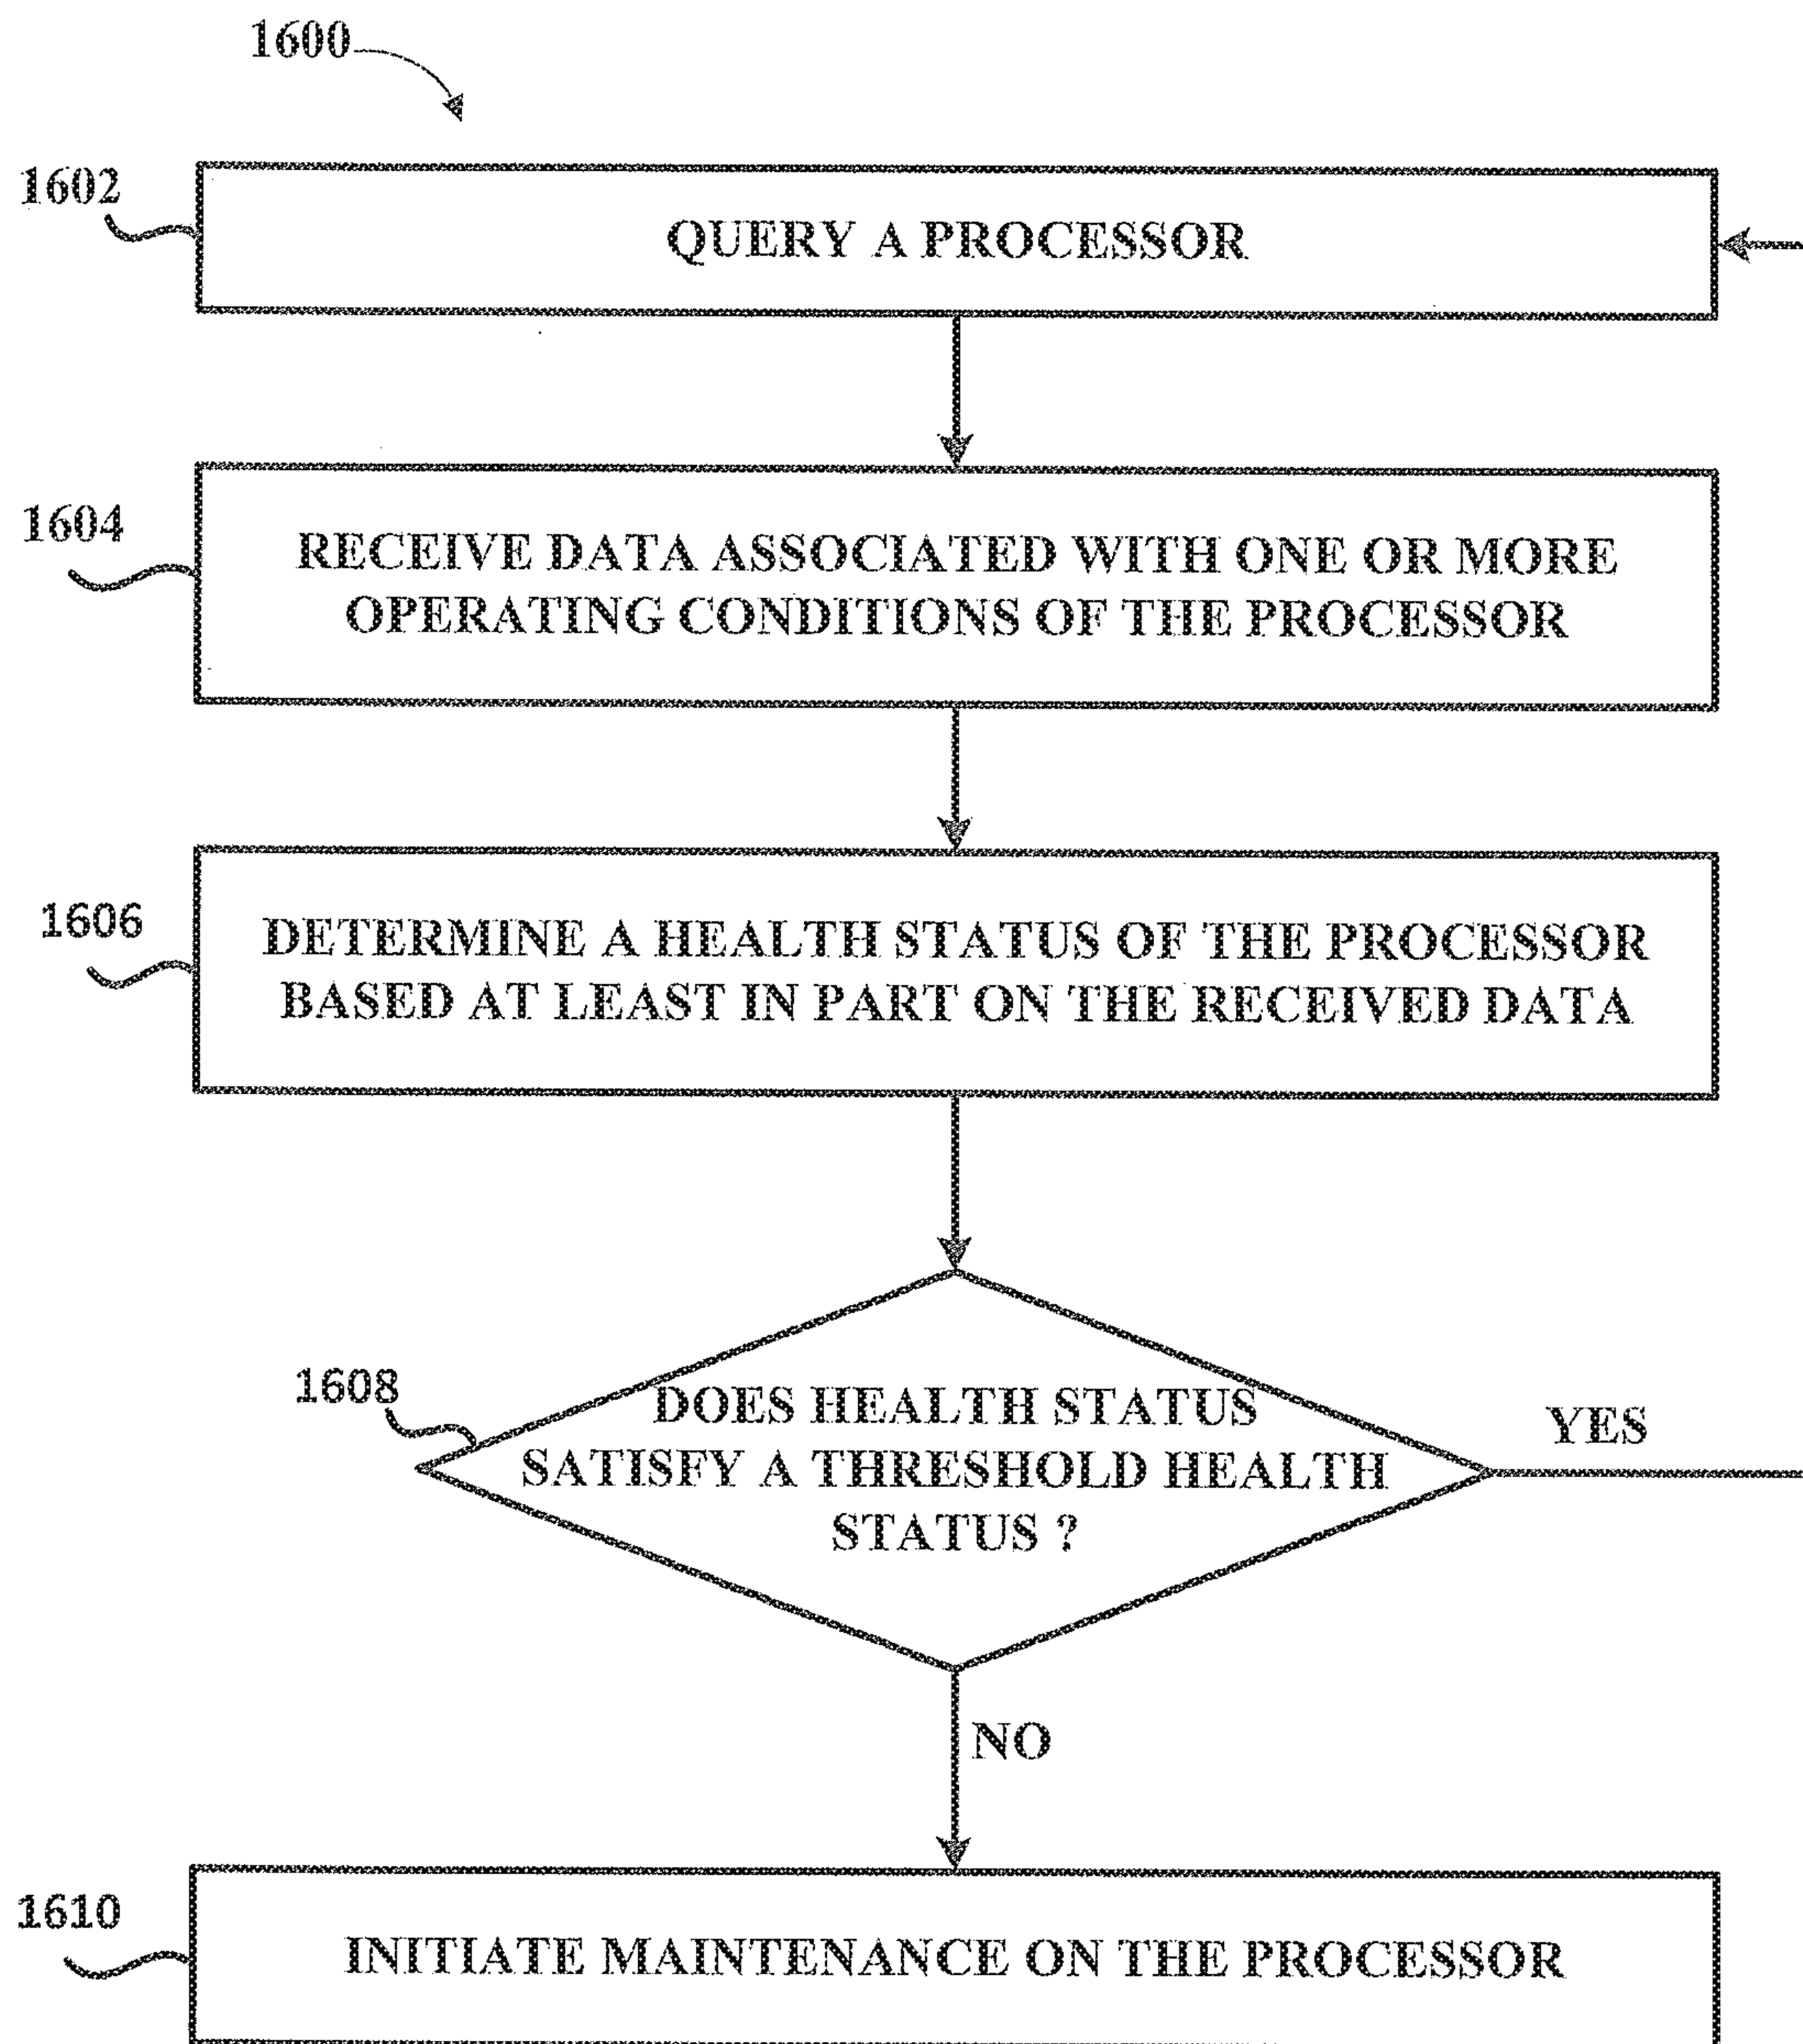 1600
1602
QUERY A PROCESSOR
1604
RECEIVE DATA ASSOCIATED WITH ONE OR MORE
OPERATING CONDITIONS OF THE PROCESSOR
1606
DETERMINE A HEALTH STATUS OF THE PROCESSOR
BASED AT LEAST IN PART ON THE RECEIVED DATA
1608
DOES HEALTH STATUS
SATISFY A THRESHOLD HEALTH
STATUS ?
YES
NO
1610
INITIATE MAINTENANCE ON THE PROCESSOR